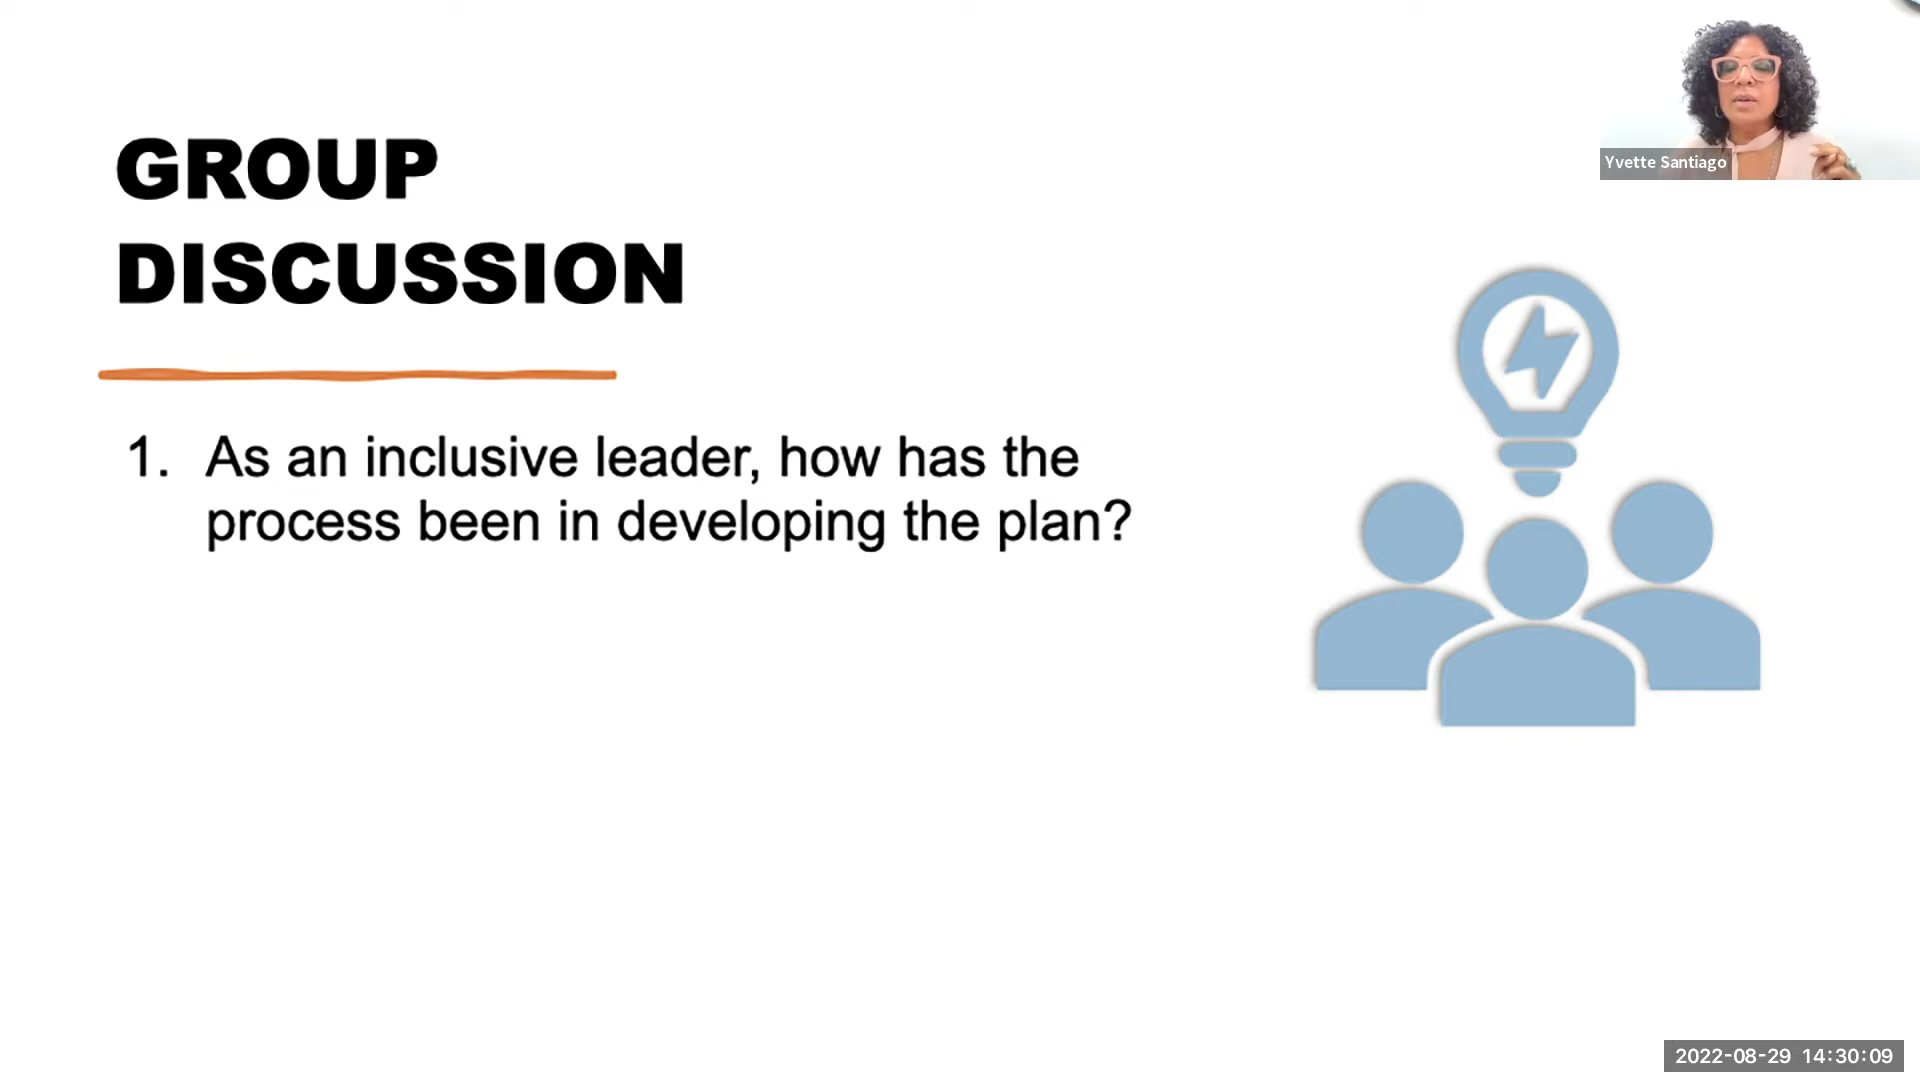 Yvette Santiago
GROUP
DISCUSSION
1. As an inclusive leader, how has the
process been in developing the plan?
2022-08-29 14:30:09